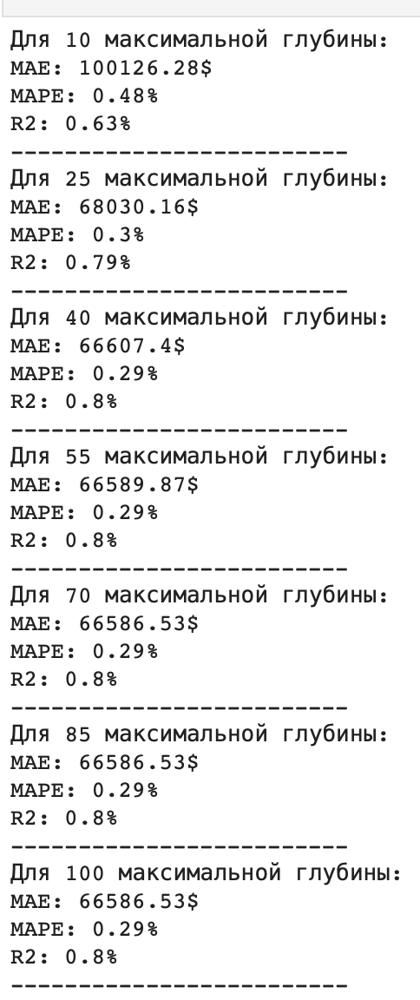 Для 10 максимальной глубины:
MAE: 100126.28$
MAPE: 0.48%
R2: 0.63%
-------------------------
Для 25 максимальной глубины:
MAE: 68030.16$
MAPE: 0.3%
R2: 0.79%
-------------------------
Для 40 максимальной глубины:
MAE: 66607.4$
MAPE: 0.29%
R2: 0.8%
-------------------------
Для 55 максимальной глубины:
MAE: 66589.87$
MAPE: 0.29%
R2: 0.8%
-------------------------
Для 70 максимальной глубины:
MAE: 66586.53$
MAPE: 0.29%
R2: 0.8%
-------------------------
Для 85 максимальной глубины:
MAE: 66586.53$
MAPE: 0.29%
R2: 0.8%
-------------------------
Для 100 максимальной глубины:
MAE: 66586.53$
MAPE: 0.29%
R2: 0.8%
-------------------------